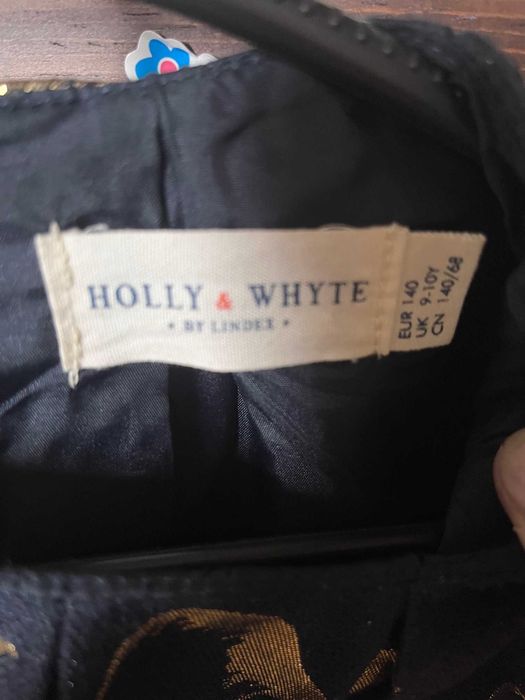 HOLLY & WHYTE
• BY LINDEX •
EUR 140
UK 9-10Y
CN 140/68